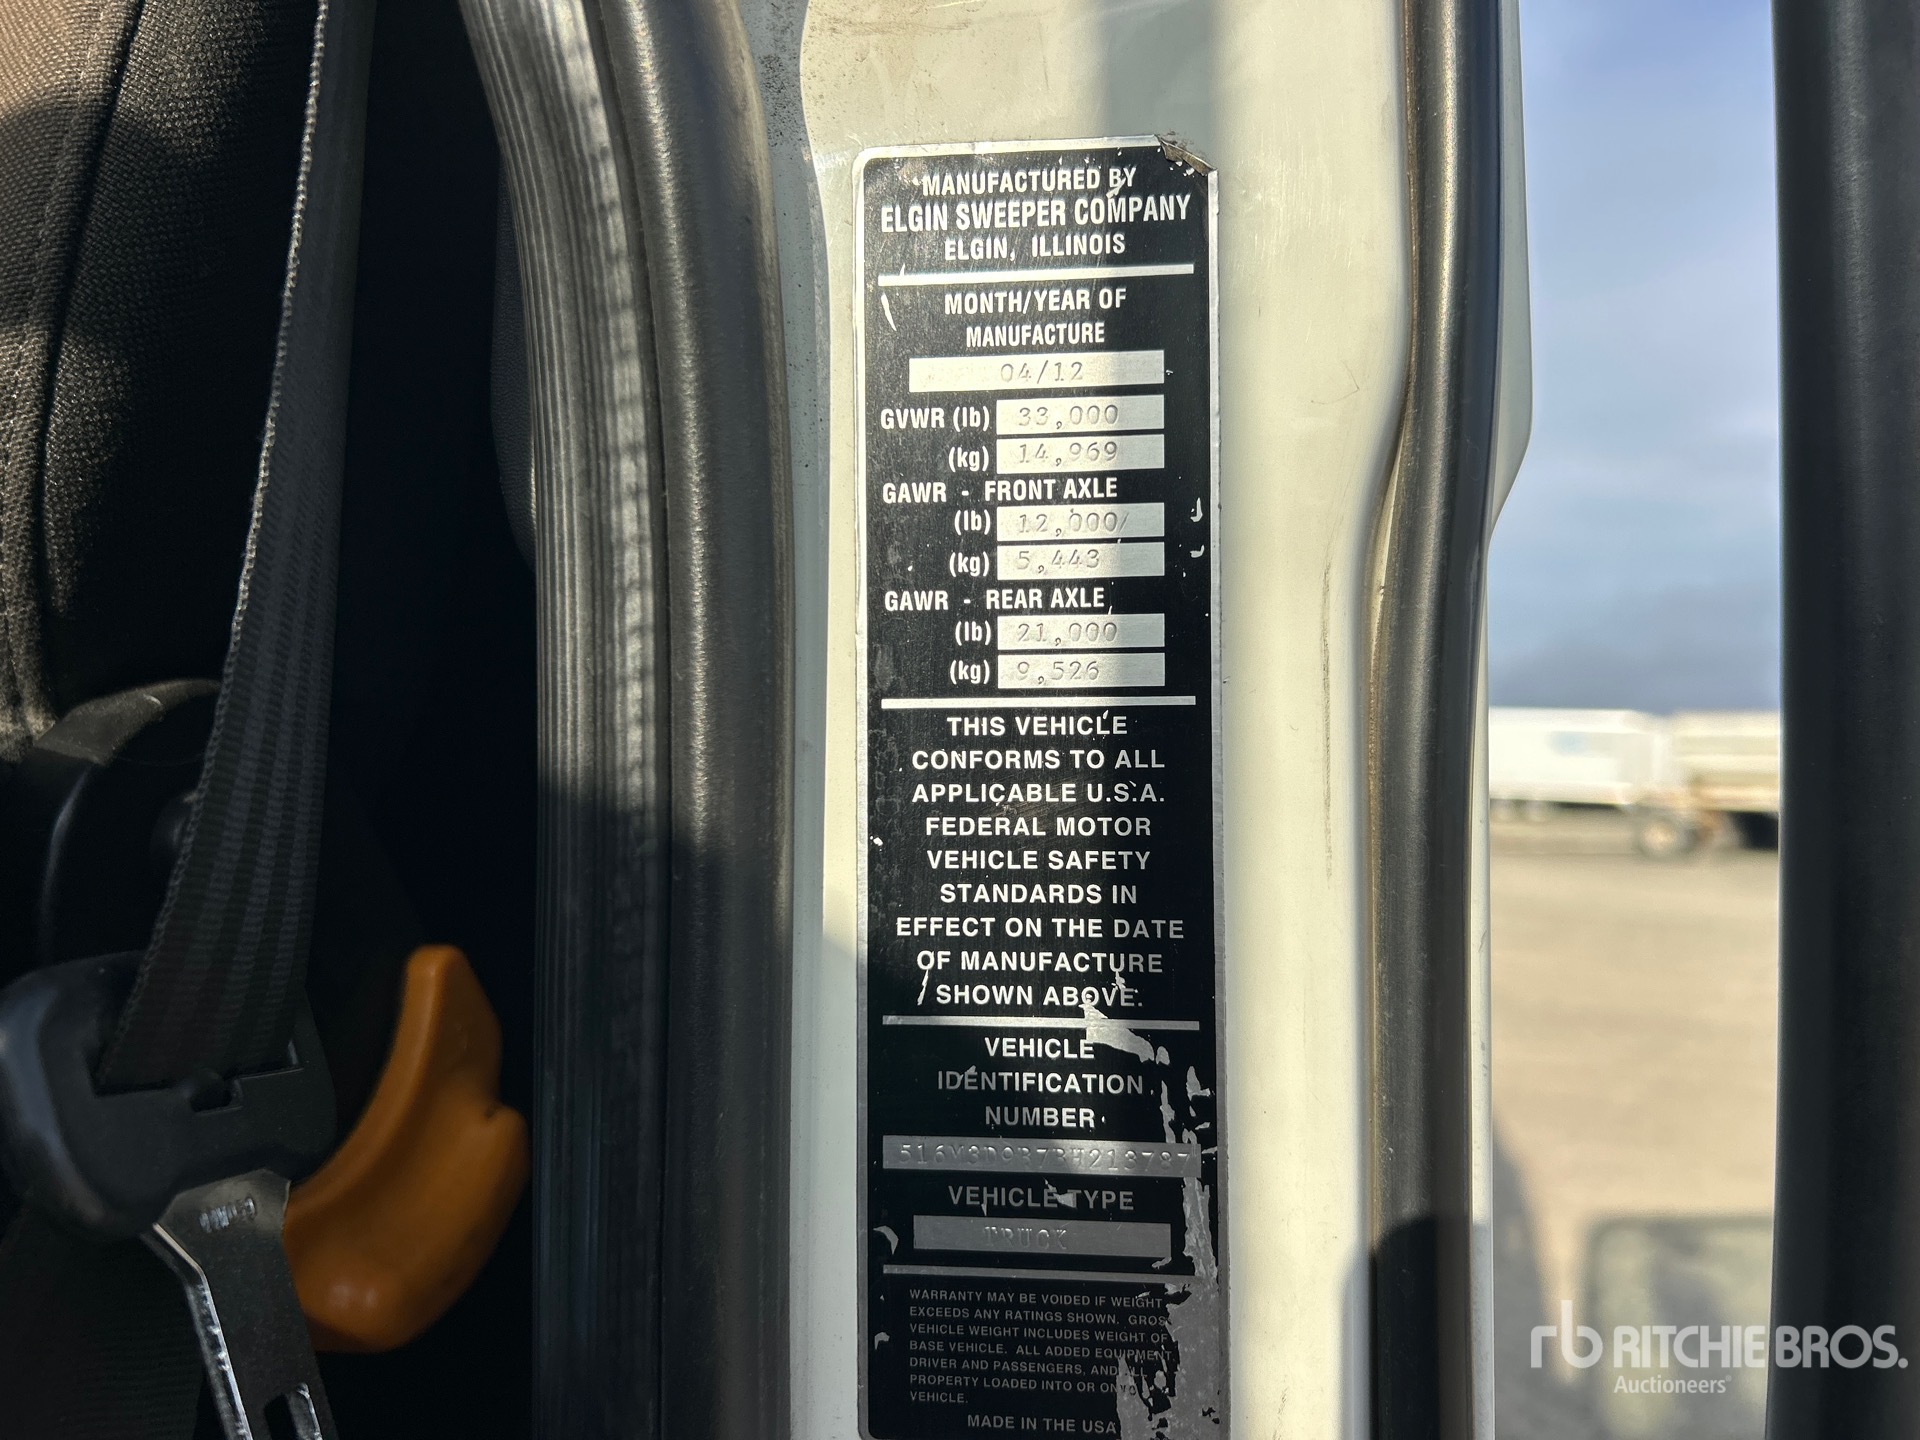 MANUFACTURED BY
ELGIN SWEEPER COMPANY
ELGIN, ILLINOIS
MONTH/YEAR OF
MANUFACTURE
04/12
GVWR (lb) 33,000
(kg) 14,969
GAWR - FRONT AXLE
(lb) 12,000/
(kg) 5,443
GAWR - REAR AXLE
(lb) 21,000
(kg) 9,526
THIS VEHICLE
CONFORMS TO ALL
APPLICABLE U.S.A.
FEDERAL MOTOR
VEHICLE SAFETY
STANDARDS IN
EFFECT ON THE DATE
OF MANUFACTURE
SHOWN ABOVE.
VEHICLE
IDENTIFICATION
NUMBER
VEHICLE TYPE
TRUCK
WARRANTY MAY BE VOIDED IF WEIGHT
EXCEEDS ANY RATINGS SHOWN. GROSS
VEHICLE WEIGHT INCLUDES WEIGHT OF
BASE VEHICLE. ALL ADDED EQUIPMENT
DRIVER AND PASSENGERS, AND ALL
PROPERTY LOADED INTO OR ONTO
VEHICLE.
MADE IN THE USA
rb RITCHIE BROS.
Auctioneers